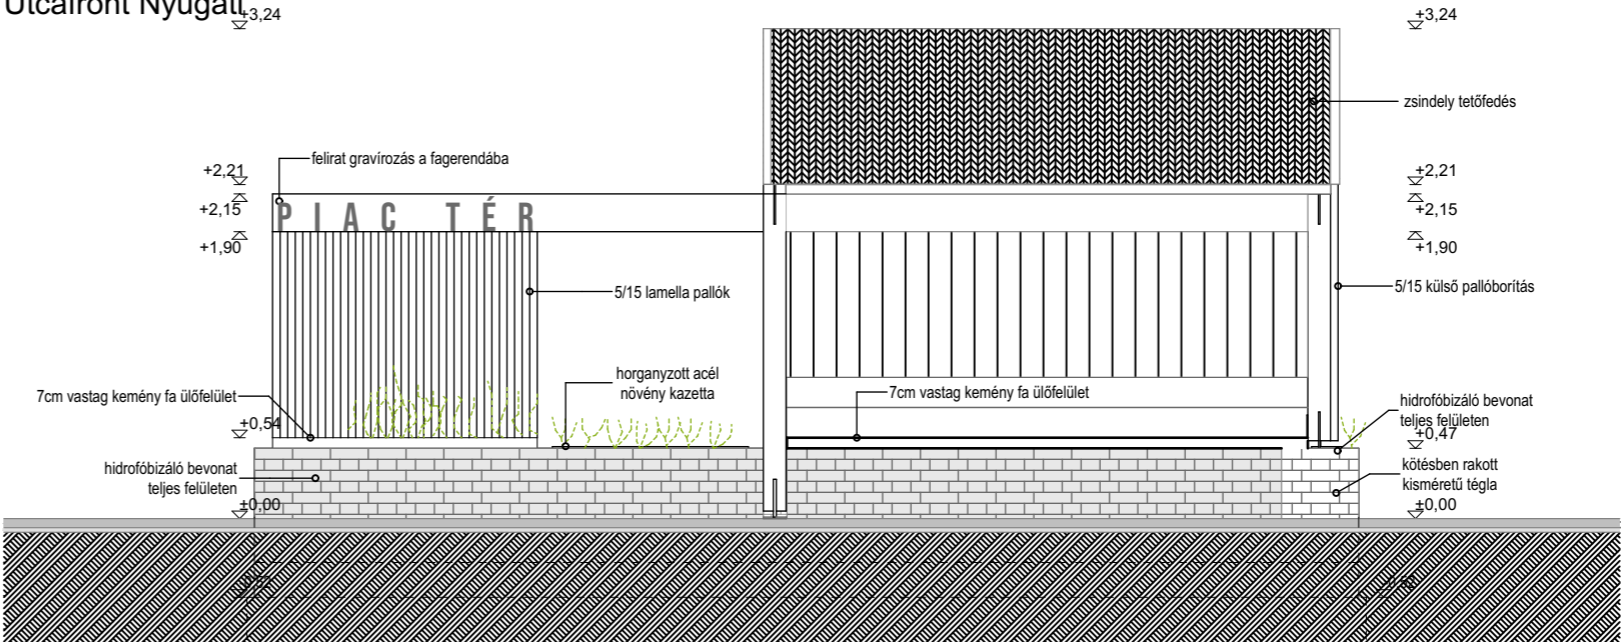 Utcafront Nyugati
+3,24
+3,24
zsindely tetőfedés
felirat gravírozás a fagerendába
+2,21
+2,21
+2,15
+2,15
PIAC TÉR
+1,90
+1,90
5/15 lamella pallók
5/15 külső pallóborítás
horganyzott acél
növény kazetta
7cm vastag kemény fa ülőfelület
7cm vastag kemény fa ülőfelület
hidrofóbizáló bevonat
teljes felületen
+0,54
+0,47
hidrofóbizáló bevonat
teljes felületen
kötésben rakott
kisméretű tégla
±0,00
±0,00